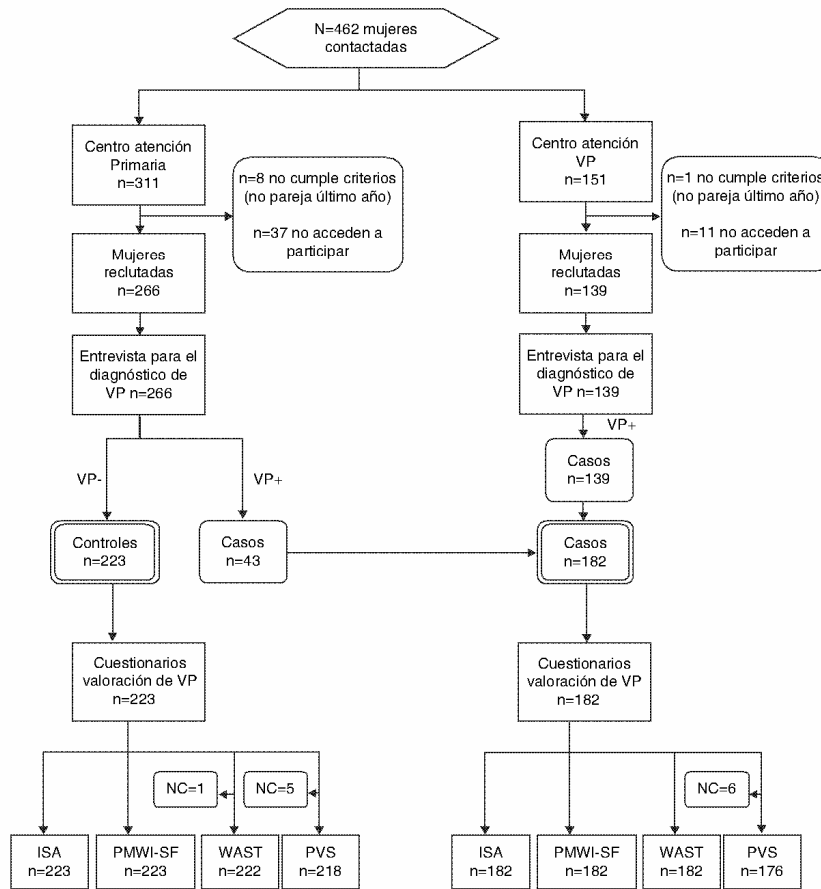 N=462 mujeres
contactadas
Centro atención
Primaria
n=311
n=8 no cumple criterios
(no pareja último año)
n=37 no acceden a
participar
Mujeres
reclutadas
n=266
Entrevista para el
diagnóstico de
VP n=266
VP-
VP+
Controles
n=223
Casos
n=43
Centro atención
VP
n=151
n=1 no cumple criterios
(no pareja último año)
n=11 no acceden a
participar
Mujeres
reclutadas
n=139
Entrevista para el
diagnóstico de
VP n=139
VP+
Casos
n=139
Casos
n=182
Cuestionarios
valoración de VP
n=223
NC=1
NC=5
ISA
n=223
PMWI-SF
n=223
WAST
n=222
PVS
n=218
Cuestionarios
valoración de VP
n=182
NC=6
ISA
n=182
PMWI-SF
n=182
WAST
n=182
PVS
n=176